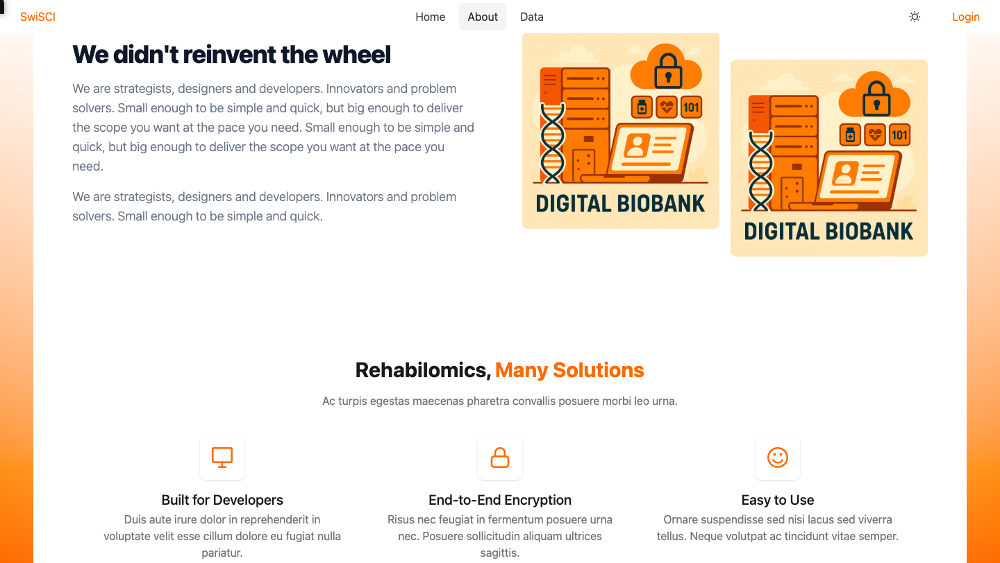 SwiSCI
Home
About
Data
Login
We didn't reinvent the wheel
We are strategists, designers and developers. Innovators and problem
solvers. Small enough to be simple and quick, but big enough to deliver
the scope you want at the pace you need. Small enough to be simple and
quick, but big enough to deliver the scope you want at the pace you
need.
We are strategists, designers and developers. Innovators and problem
solvers. Small enough to be simple and quick.
101
DIGITAL BIOBANK
101
DIGITAL BIOBANK
Rehabilomics, Many Solutions
Ac turpis egestas maecenas pharetra convallis posuere morbi leo urna.
Built for Developers
Duis aute irure dolor in reprehenderit in
voluptate velit esse cillum dolore eu fugiat nulla
pariatur.
End-to-End Encryption
Risus nec feugiat in fermentum posuere urna
nec. Posuere sollicitudin aliquam ultrices
sagittis.
Easy to Use
Ornare suspendisse sed nisi lacus sed viverra
tellus. Neque volutpat ac tincidunt vitae semper.